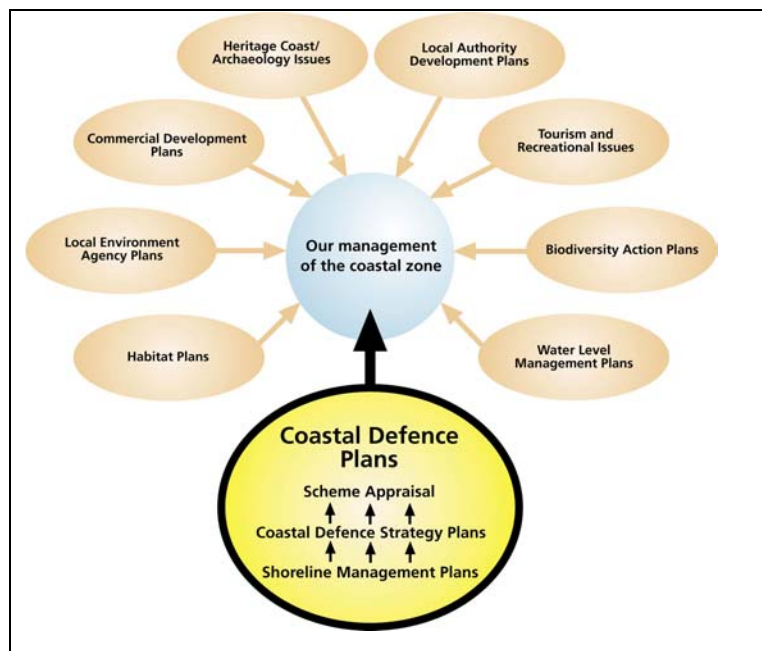 Heritage Coast/
Archaeology Issues
Local Authority
Development Plans
Commercial Development
Plans
Tourism and
Recreational Issues
Local Environment
Agency Plans
Our management
of the coastal zone
Biodiversity Action Plans
Habitat Plans
Water Level
Management Plans
Coastal Defence
Plans
Scheme Appraisal
Coastal Defence Strategy Plans
Shoreline Management Plans